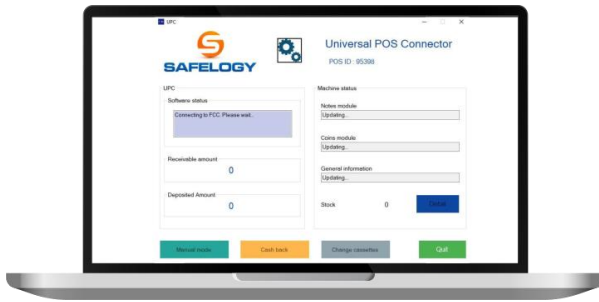 UPC
SAFELOGY
Universal POS Connector
POS ID : 95398
UPC
Software status
Connecting to FCC. Please wait..
Receivable amount
0
Deposited Amount
0
Machine status
Notes module
Updating..
Coins module
Updating..
General information
Updating..
Stock 0
Manual mode
Cash back
Change cassettes
Quit